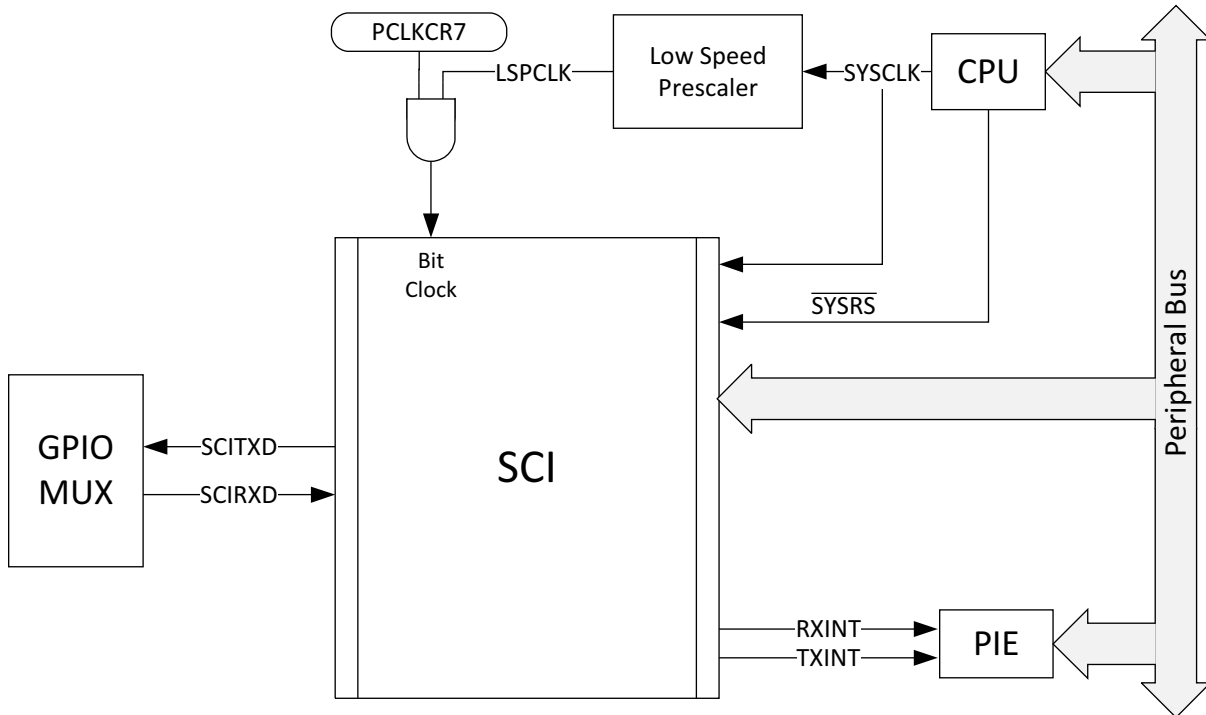 PCLKCR7
LSPCLK
Low Speed
Prescaler
SYSCLK
CPU
Bit
Clock
SYSRS
Peripheral Bus
GPIO
MUX
SCITXD
SCIRXD
SCI
RXINT
TXINT
PIE